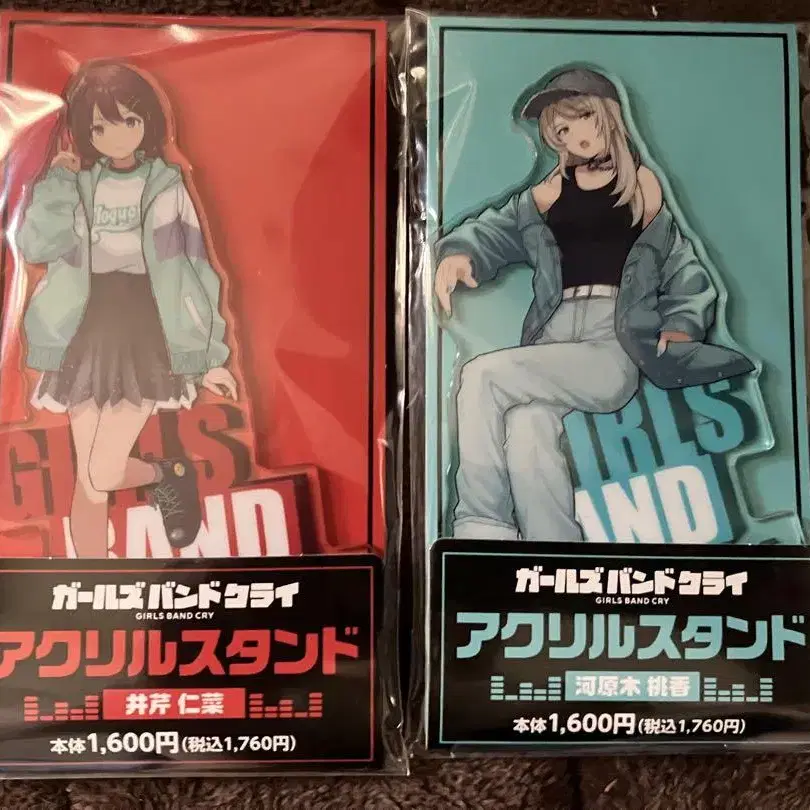 GIRLS
BAND
ガールズバンドクライ
GIRLS BAND CRY
アクリルスタンド
井芹 仁菜
本体1,600円(税込1,760円)
IRLS
AND
ガールズバンドクライ
GIRLS BAND CRY
アクリルスタンド
河原木 桃香
本体1,600円(税込1,760円)